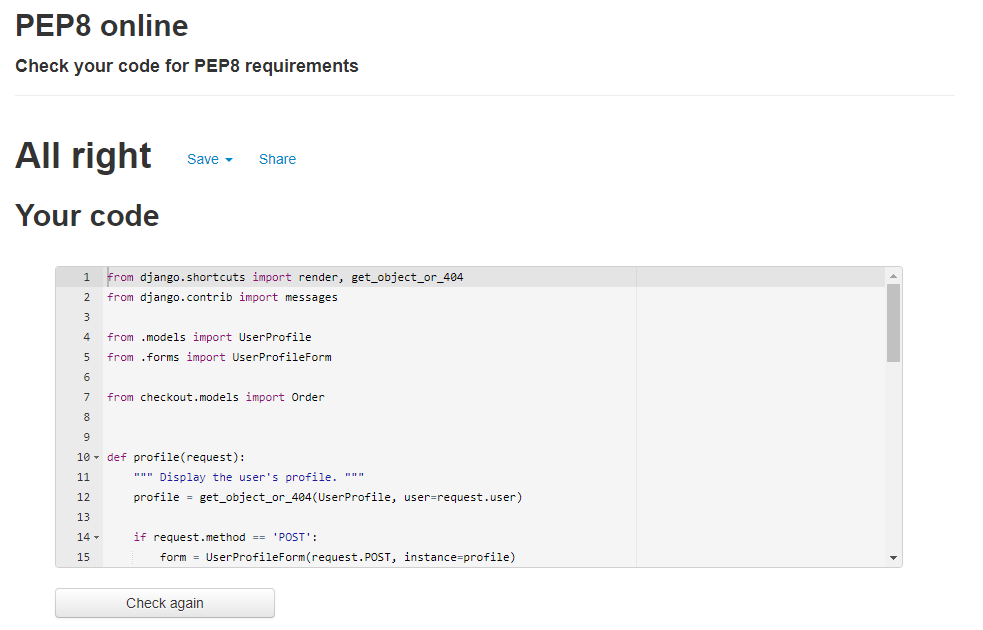 PEP8 online
Check your code for PEP8 requirements
All right Save Share
Your code
1 from django.shortcuts import render, get_object_or_404
2 from django.contrib import messages
3
4 from .models import UserProfile
5 from .forms import UserProfileForm
6
7 from checkout.models import Order
8
9
10 def profile(request):
11 """ Display the user's profile. """
12 profile = get_object_or_404(UserProfile, user=request.user)
13
14 if request.method == 'POST':
15 form = UserProfileForm(request.POST, instance=profile)
Check again